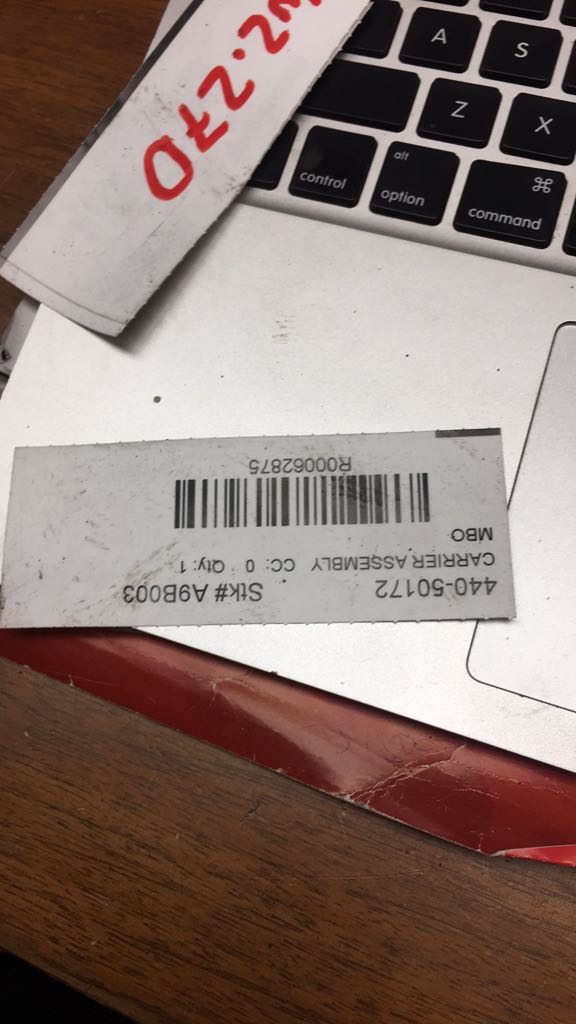 A
S
Z
X
control
alt
option
⌘
command
440-50172 Stk# A9B003
CARRIER ASSEMBLY CC: 0 Qty: 1
MBO
R00062875